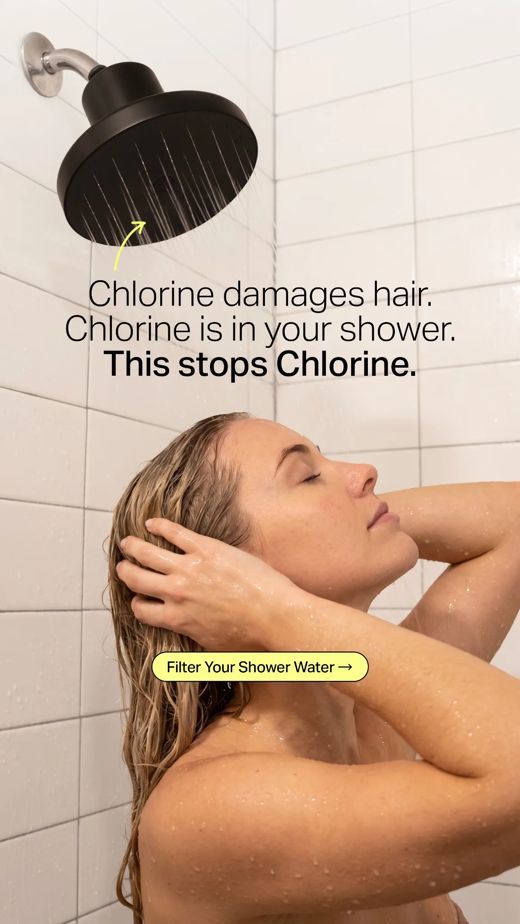 Chlorine damages hair.
Chlorine is in your shower.
This stops Chlorine.
Filter Your Shower Water →